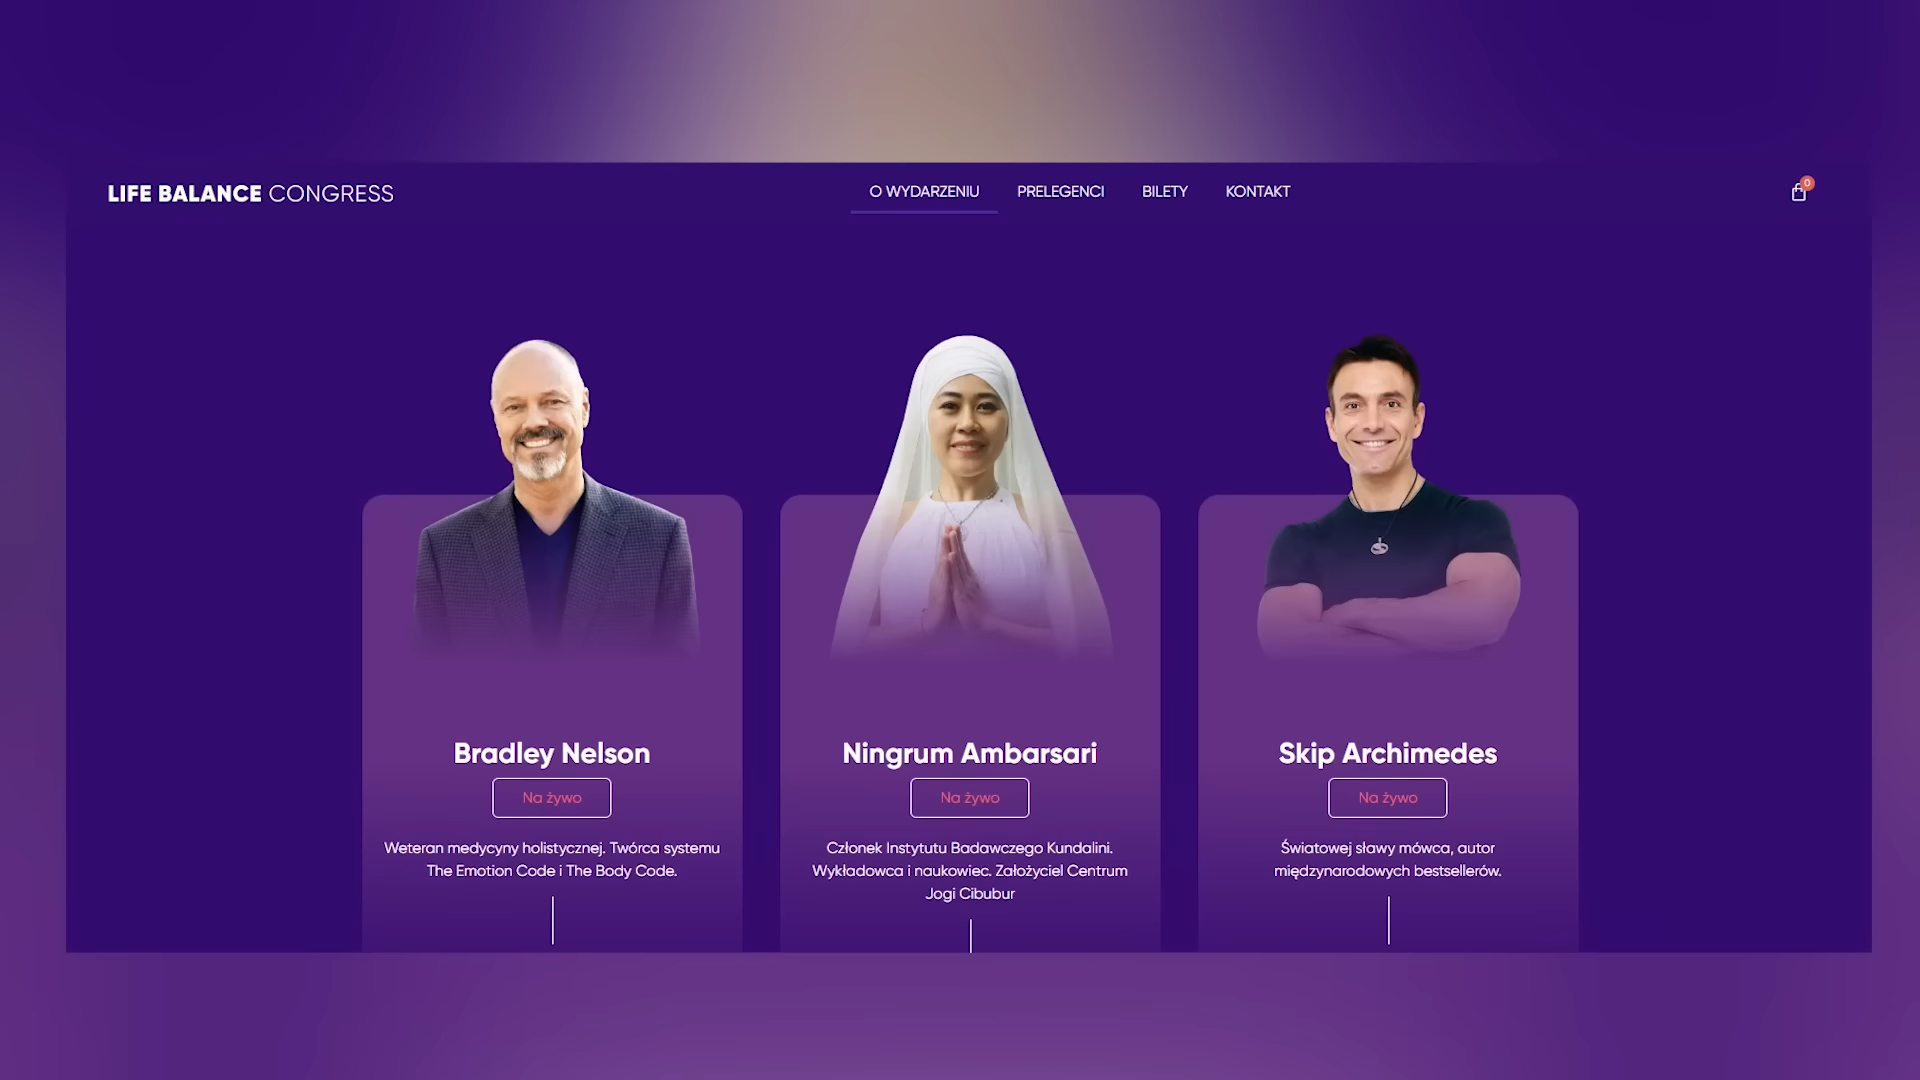 LIFE BALANCE CONGRESS
O WYDARZENIU
PRELEGENCI
BILETY
KONTAKT
0
Bradley Nelson
Na żywo
Weteran medycyny holistycznej. Twórca systemu
The Emotion Code i The Body Code.
Ningrum Ambarsari
Na żywo
Członek Instytutu Badawczego Kundalini.
Wykładowca i naukowiec. Założyciel Centrum
Jogi Cibubur
Skip Archimedes
Na żywo
Światowej sławy mówca, autor
międzynarodowych bestsellerów.